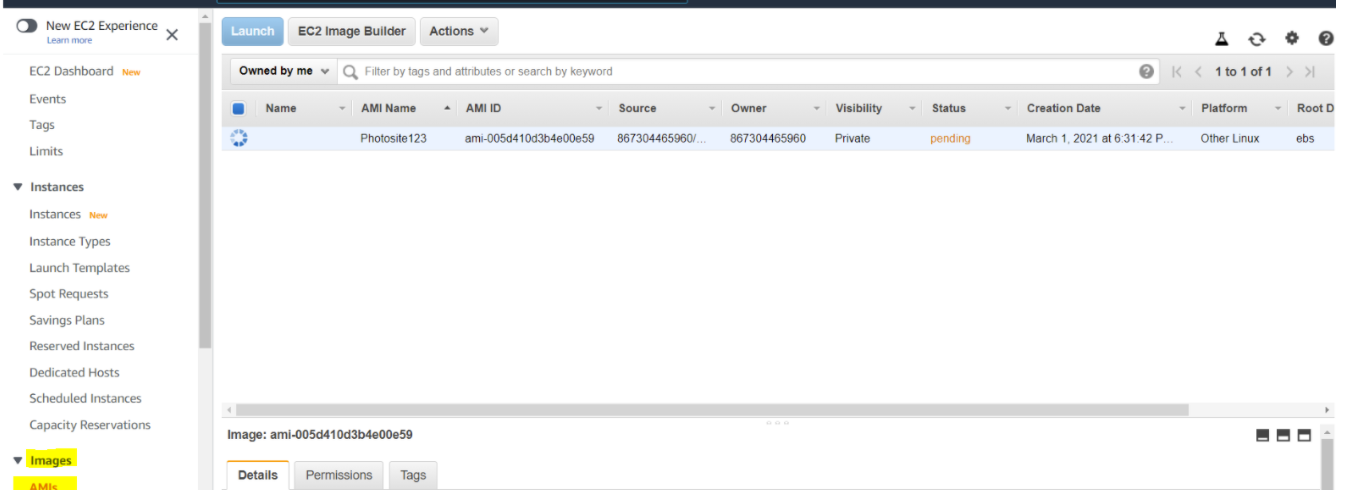 New EC2 Experience
Learn more
EC2 Dashboard New
Events
Tags
Limits
Instances
Instances New
Instance Types
Launch Templates
Spot Requests
Savings Plans
Reserved Instances
Dedicated Hosts
Scheduled Instances
Capacity Reservations
Images
AMIs
Launch EC2 Image Builder Actions
Owned by me Filter by tags and attributes or search by keyword 1 to 1 of 1
Name AMI Name AMI ID Source Owner Visibility Status Creation Date Platform Root D
Photosite123 ami-005d410d3b4e00e59 867304465960/... 867304465960 Private pending March 1, 2021 at 6:31:42 P... Other Linux ebs
Image: ami-005d410d3b4e00e59
Details Permissions Tags